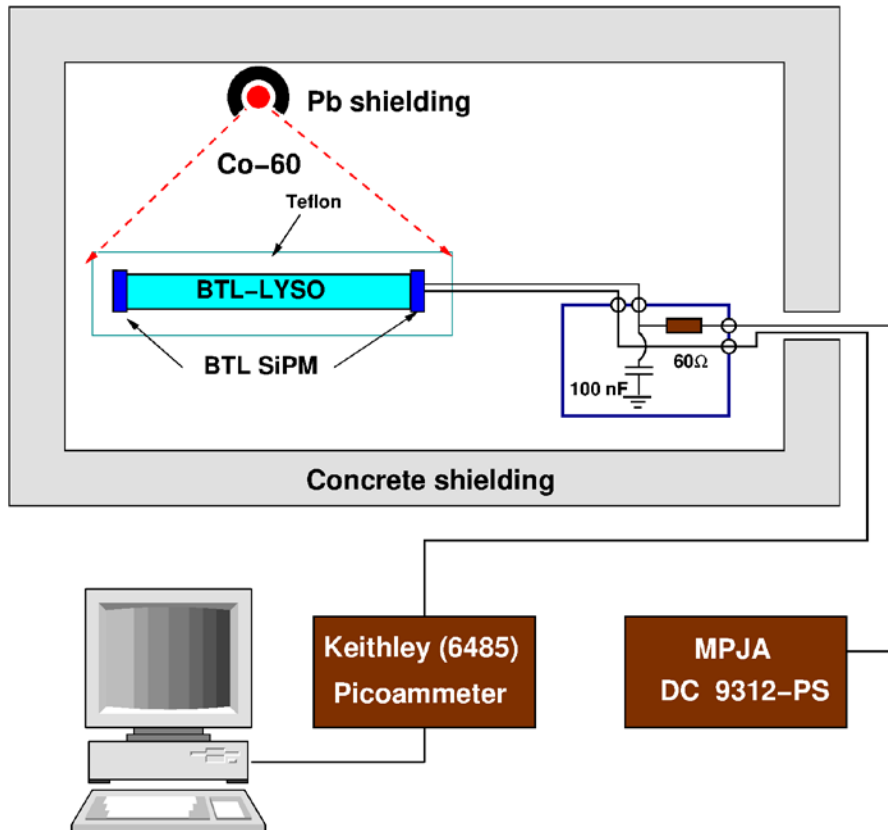 Pb shielding
Co-60
Teflon
BTL-LYSO
BTL SiPM
60Ω
100 nF
Concrete shielding
Keithley (6485)
Picoammeter
MPJA
DC 9312-PS